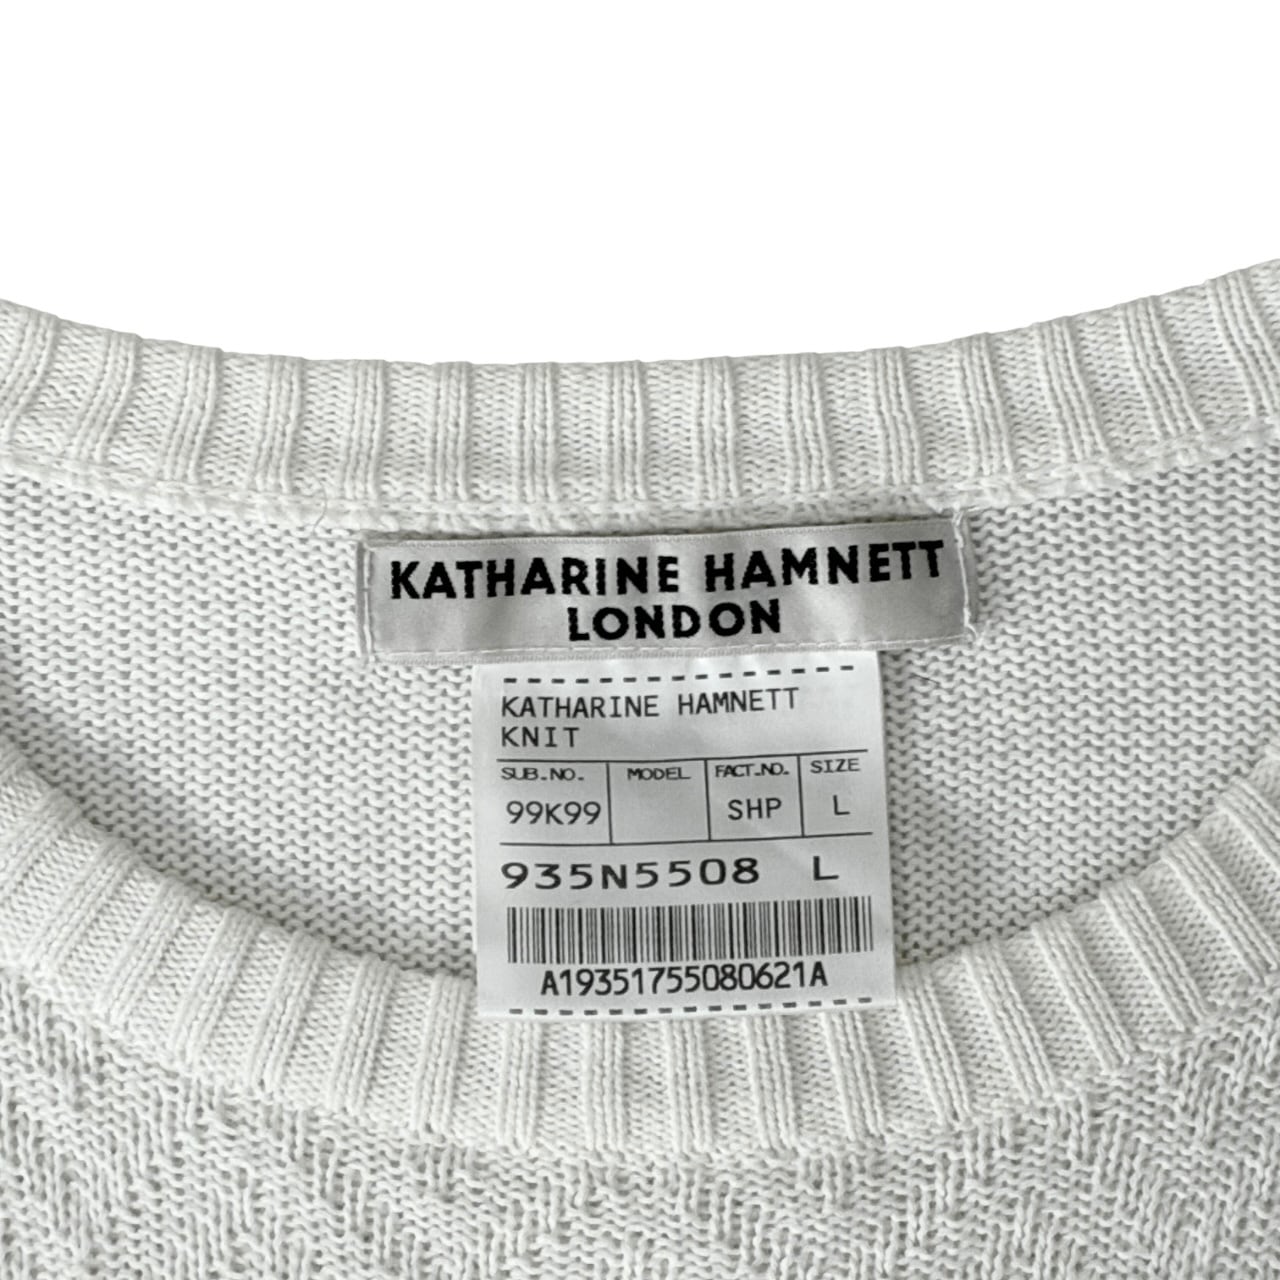 KATHARINE HAMNETT
LONDON
KATHARINE HAMNETT
KNIT
SUB.NO. MODEL FACT.NO. SIZE
99K99 SHP L
935N5508 L
A19351755080621A